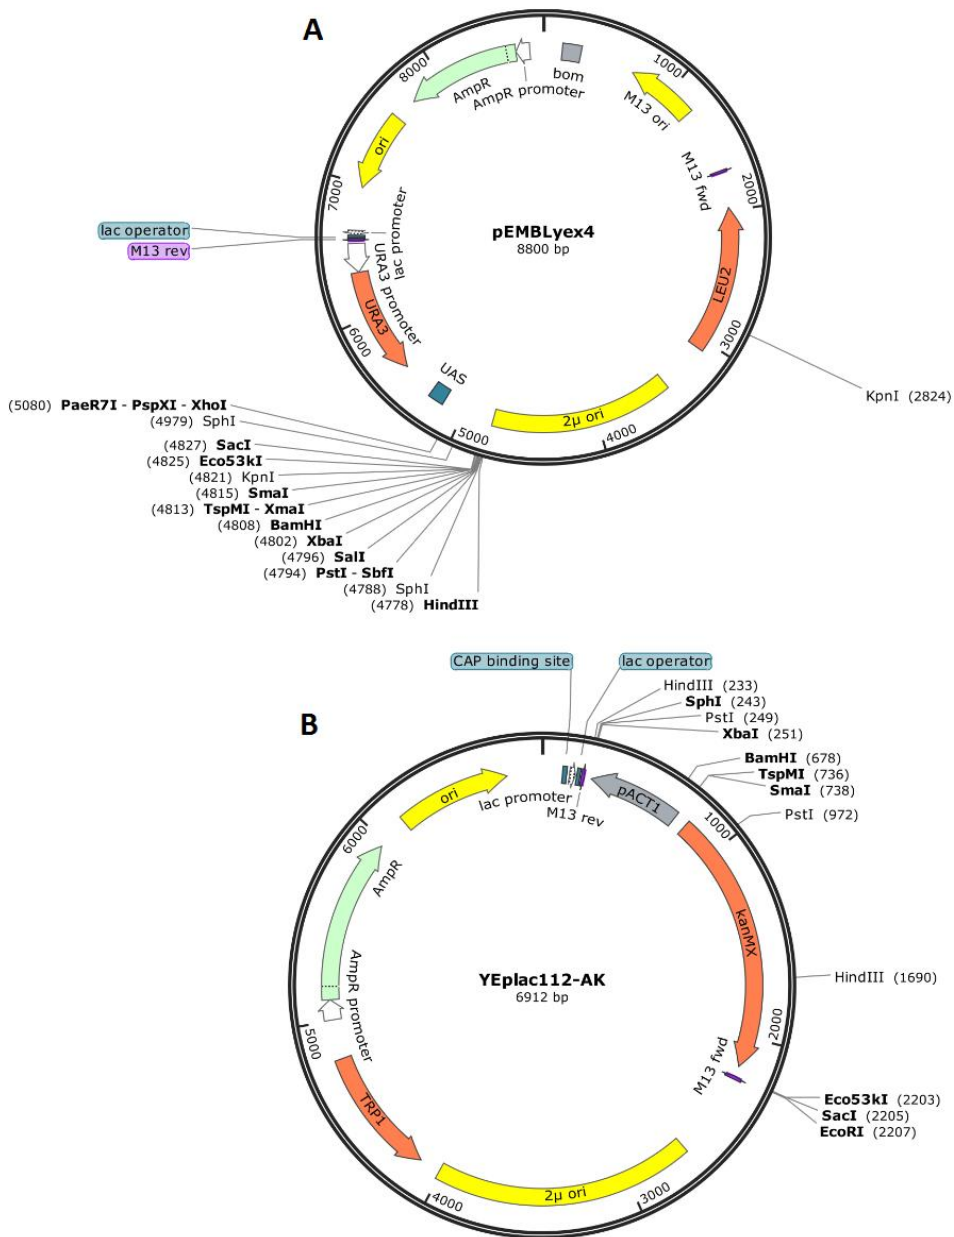 A
8000
1000
bom
AmpR
AmpR promoter
M13 ori
ori
7000
M13 fwd
2000
lac operator
M13 rev
lac promoter
URA3 promoter
pEMBLyex4
8800 bp
LEU2
URA3
6000
3000
UAS
KpnI (2824)
2μ ori
5000
4000
(5080) PaeR7I - PspXI - XhoI
(4979) SphI
(4827) SacI
(4825) Eco53kI
(4821) KpnI
(4815) SmaI
(4813) TspMI - XmaI
(4808) BamHI
(4802) XbaI
(4796) SalI
(4794) PstI - SbfI
(4788) SphI
(4778) HindIII
CAP binding site
lac operator
B
HindIII (233)
SphI (243)
PstI (249)
XbaI (251)
BamHI (678)
TspMI (736)
SmaI (738)
PstI (972)
ori
lac promoter
M13 rev
pACT1
6000
1000
AmpR
kanMX
AmpR promoter
YEplac112-AK
6912 bp
HindIII (1690)
5000
2000
M13 fwd
Eco53kI (2203)
SacI (2205)
EcoRI (2207)
TRP1
2μ ori
4000
3000